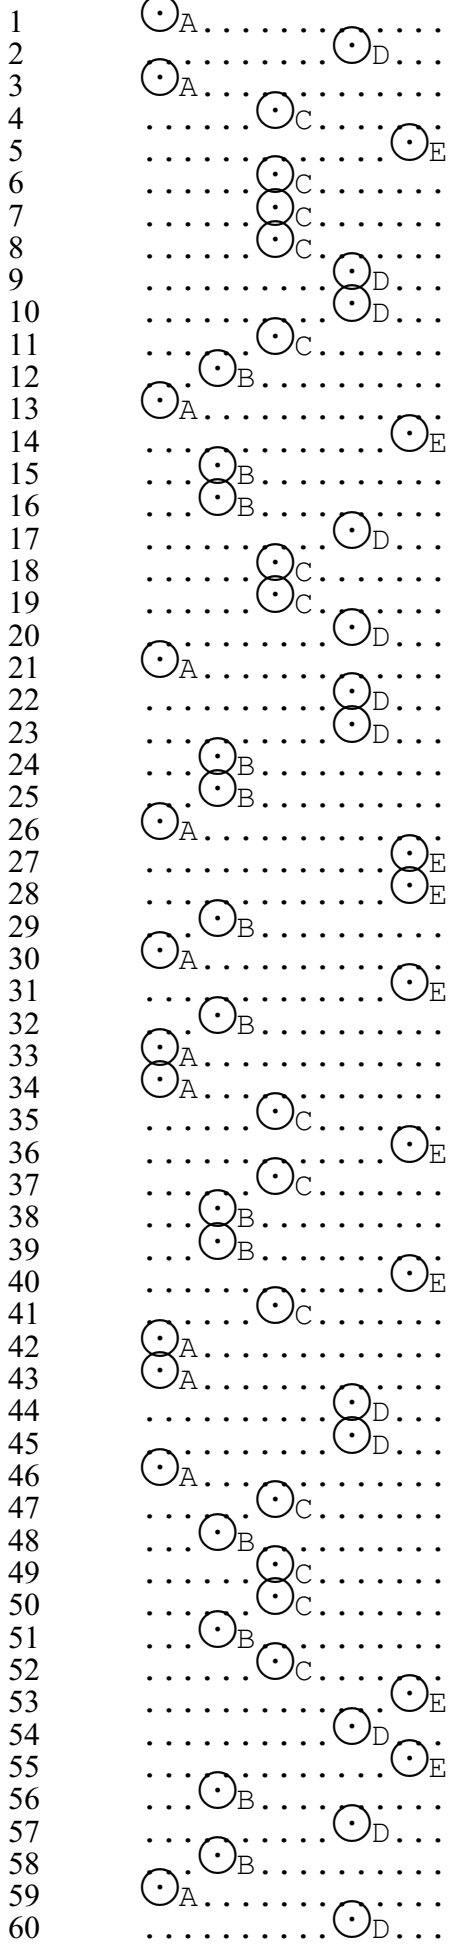 1 ⊙A.............
2 ..........⊙D...
3 ⊙A.............
4 ......⊙C.......
5 .............⊙E
6 ......⊙C.......
7 ......⊙C.......
8 ......⊙C.......
9 ..........⊙D...
10 ..........⊙D...
11 ......⊙C.......
12 ...⊙B..........
13 ⊙A.............
14 .............⊙E
15 ...⊙B..........
16 ...⊙B..........
17 ..........⊙D...
18 ......⊙C.......
19 ......⊙C.......
20 ..........⊙D...
21 ⊙A.............
22 ..........⊙D...
23 ..........⊙D...
24 ...⊙B..........
25 ...⊙B..........
26 ⊙A.............
27 .............⊙E
28 .............⊙E
29 ...⊙B..........
30 ⊙A.............
31 .............⊙E
32 ...⊙B..........
33 ⊙A.............
34 ⊙A.............
35 ......⊙C.......
36 .............⊙E
37 ......⊙C.......
38 ...⊙B..........
39 ...⊙B..........
40 .............⊙E
41 ......⊙C.......
42 ⊙A.............
43 ⊙A.............
44 ..........⊙D...
45 ..........⊙D...
46 ⊙A.............
47 ......⊙C.......
48 ...⊙B..........
49 ......⊙C.......
50 ......⊙C.......
51 ...⊙B..........
52 ......⊙C.......
53 .............⊙E
54 ..........⊙D...
55 .............⊙E
56 ...⊙B..........
57 ..........⊙D...
58 ...⊙B..........
59 ⊙A.............
60 ..........⊙D...